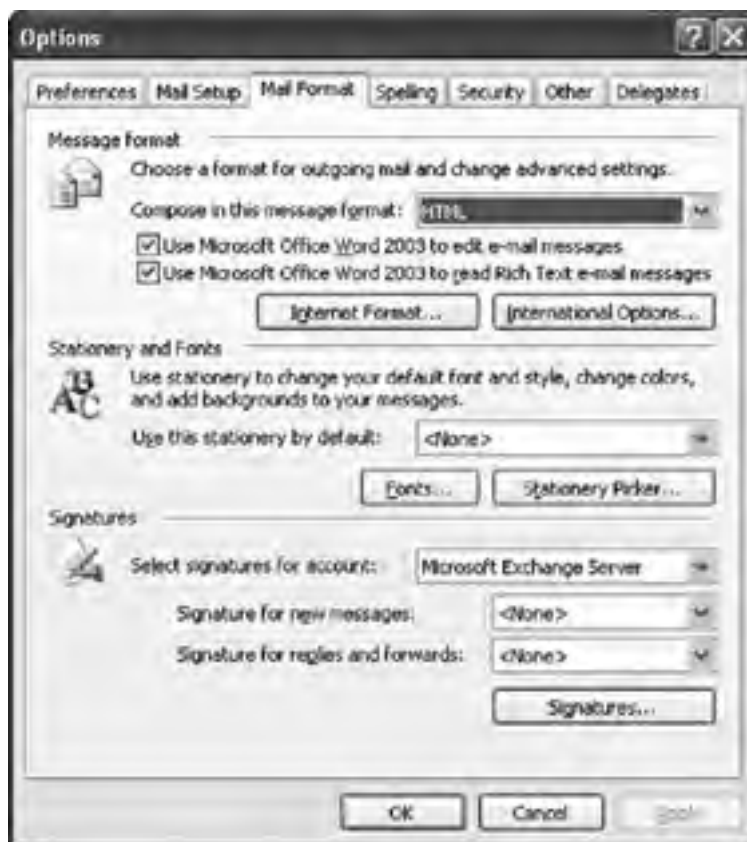 Options
Preferences Mail Setup Mail Format Spelling Security Other Delegates
Message format
Choose a format for outgoing mail and change advanced settings.
Compose in this message format: HTML
Use Microsoft Office Word 2003 to edit e-mail messages
Use Microsoft Office Word 2003 to read Rich Text e-mail messages
Internet Format... International Options...
Stationery and Fonts
Use stationery to change your default font and style, change colors,
and add backgrounds to your messages.
Use this stationery by default: <None>
Fonts... Stationery Picker...
Signatures
Select signatures for account: Microsoft Exchange Server
Signature for new messages: <None>
Signature for replies and forwards: <None>
Signatures...
OK Cancel Apply